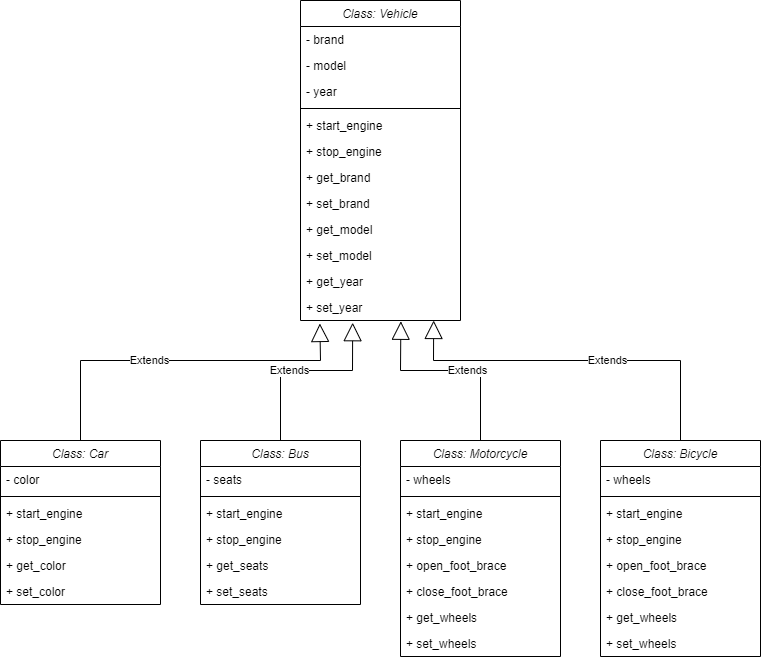 Class: Vehicle
- brand
- model
- year
+ start_engine
+ stop_engine
+ get_brand
+ set_brand
+ get_model
+ set_model
+ get_year
+ set_year
Extends
Extends
Extends
Extends
Class: Car
- color
+ start_engine
+ stop_engine
+ get_color
+ set_color
Class: Bus
- seats
+ start_engine
+ stop_engine
+ get_seats
+ set_seats
Class: Motorcycle
- wheels
+ start_engine
+ stop_engine
+ open_foot_brace
+ close_foot_brace
+ get_wheels
+ set_wheels
Class: Bicycle
- wheels
+ start_engine
+ stop_engine
+ open_foot_brace
+ close_foot_brace
+ get_wheels
+ set_wheels